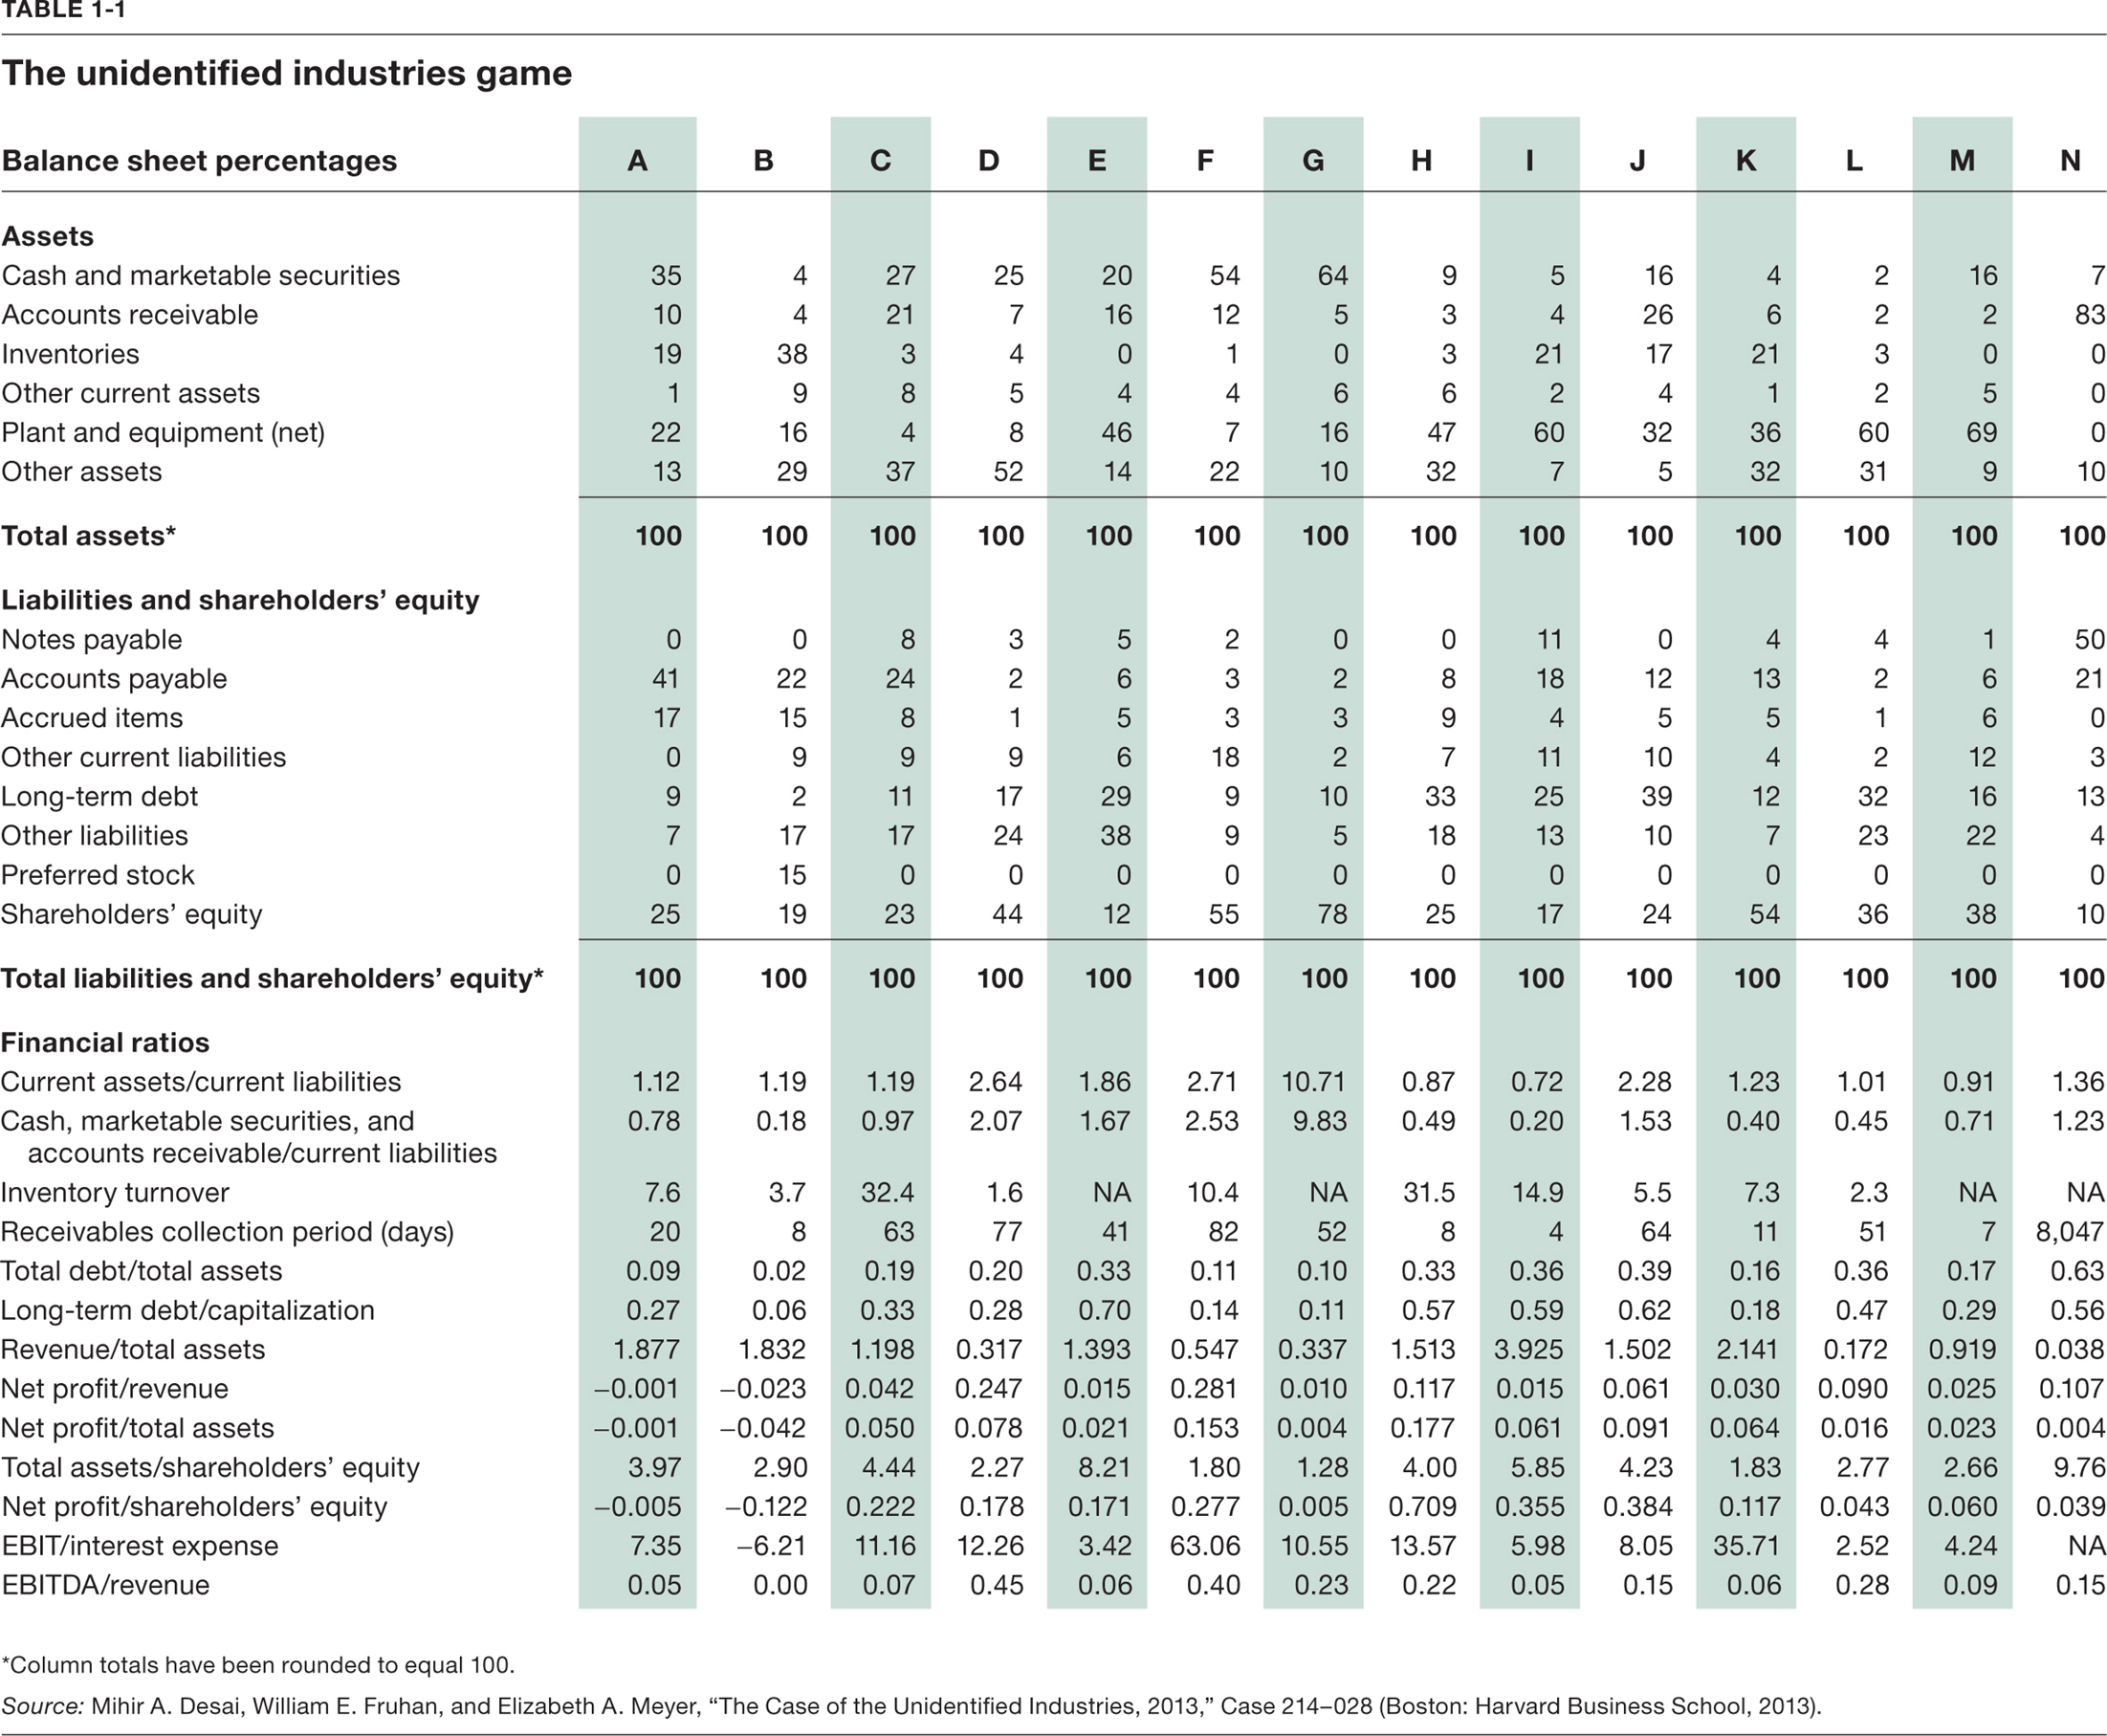 TABLE 1-1
The unidentified industries game
Balance sheet percentages A B C D E F G H I J K L M N
Assets
Cash and marketable securities 35 4 27 25 20 54 64 9 5 16 4 2 16 7
Accounts receivable 10 4 21 7 16 12 5 3 4 26 6 2 2 83
Inventories 19 38 3 4 0 1 0 3 21 17 21 3 0 0
Other current assets 1 9 8 5 4 4 6 6 2 4 1 2 5 0
Plant and equipment (net) 22 16 4 8 46 7 16 47 60 32 36 60 69 0
Other assets 13 29 37 52 14 22 10 32 7 5 32 31 9 10
Total assets* 100 100 100 100 100 100 100 100 100 100 100 100 100 100
Liabilities and shareholders’ equity
Notes payable 0 0 8 3 5 2 0 0 11 0 4 4 1 50
Accounts payable 41 22 24 2 6 3 2 8 18 12 13 2 6 21
Accrued items 17 15 8 1 5 3 3 9 4 5 5 1 6 0
Other current liabilities 0 9 9 9 6 18 2 7 11 10 4 2 12 3
Long-term debt 9 2 11 17 29 9 10 33 25 39 12 32 16 13
Other liabilities 7 17 17 24 38 9 5 18 13 10 7 23 22 4
Preferred stock 0 15 0 0 0 0 0 0 0 0 0 0 0 0
Shareholders’ equity 25 19 23 44 12 55 78 25 17 24 54 36 38 10
Total liabilities and shareholders’ equity* 100 100 100 100 100 100 100 100 100 100 100 100 100 100
Financial ratios
Current assets/current liabilities 1.12 1.19 1.19 2.64 1.86 2.71 10.71 0.87 0.72 2.28 1.23 1.01 0.91 1.36
Cash, marketable securities, and 0.78 0.18 0.97 2.07 1.67 2.53 9.83 0.49 0.20 1.53 0.40 0.45 0.71 1.23
accounts receivable/current liabilities
Inventory turnover 7.6 3.7 32.4 1.6 NA 10.4 NA 31.5 14.9 5.5 7.3 2.3 NA NA
Receivables collection period (days) 20 8 63 77 41 82 52 8 4 64 11 51 7 8,047
Total debt/total assets 0.09 0.02 0.19 0.20 0.33 0.11 0.10 0.33 0.36 0.39 0.16 0.36 0.17 0.63
Long-term debt/capitalization 0.27 0.06 0.33 0.28 0.70 0.14 0.11 0.57 0.59 0.62 0.18 0.47 0.29 0.56
Revenue/total assets 1.877 1.832 1.198 0.317 1.393 0.547 0.337 1.513 3.925 1.502 2.141 0.172 0.919 0.038
Net profit/revenue −0.001 −0.023 0.042 0.247 0.015 0.281 0.010 0.117 0.015 0.061 0.030 0.090 0.025 0.107
Net profit/total assets −0.001 −0.042 0.050 0.078 0.021 0.153 0.004 0.177 0.061 0.091 0.064 0.016 0.023 0.004
Total assets/shareholders’ equity 3.97 2.90 4.44 2.27 8.21 1.80 1.28 4.00 5.85 4.23 1.83 2.77 2.66 9.76
Net profit/shareholders’ equity −0.005 −0.122 0.222 0.178 0.171 0.277 0.005 0.709 0.355 0.384 0.117 0.043 0.060 0.039
EBIT/interest expense 7.35 −6.21 11.16 12.26 3.42 63.06 10.55 13.57 5.98 8.05 35.71 2.52 4.24 NA
EBITDA/revenue 0.05 0.00 0.07 0.45 0.06 0.40 0.23 0.22 0.05 0.15 0.06 0.28 0.09 0.15
*Column totals have been rounded to equal 100.
Source: Mihir A. Desai, William E. Fruhan, and Elizabeth A. Meyer, “The Case of the Unidentified Industries, 2013,” Case 214–028 (Boston: Harvard Business School, 2013).